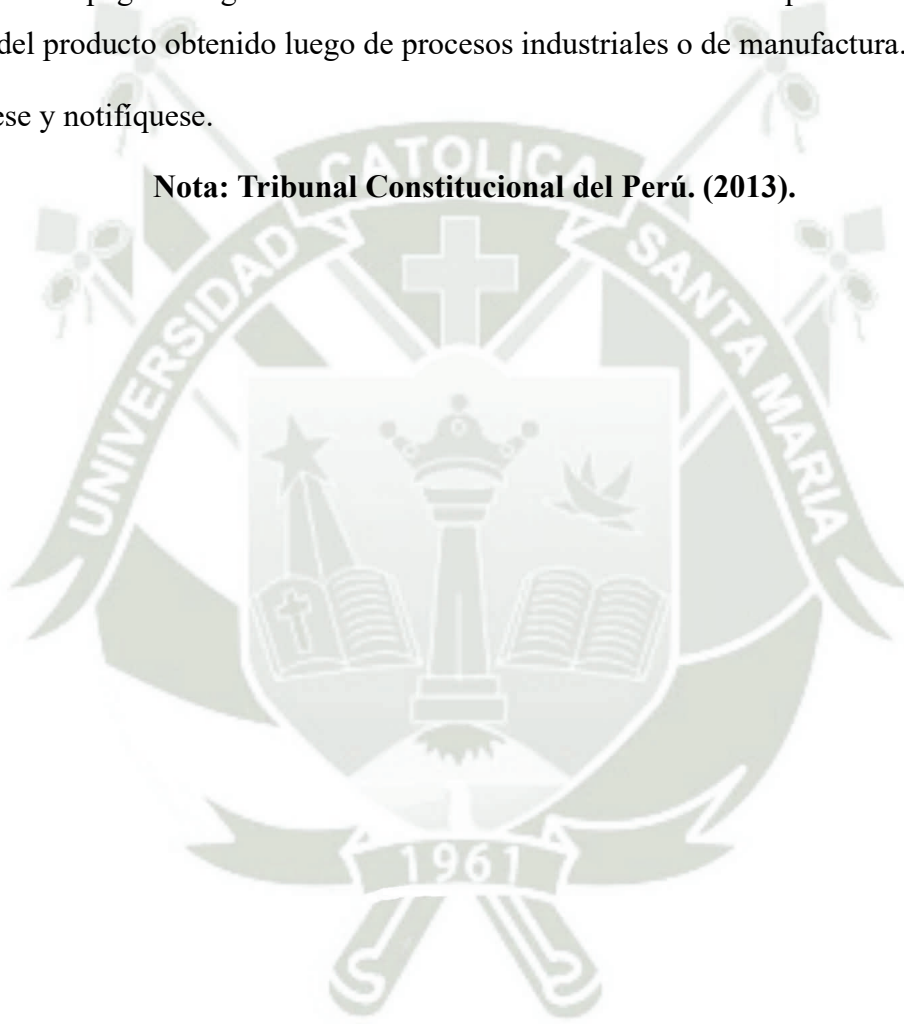 del producto obtenido luego de procesos industriales o de manufactura.
ese y notifíquese.
Nota: Tribunal Constitucional del Perú. (2013).
CATOLICA
UNIVERSIDAD
SANTA MARIA
1961